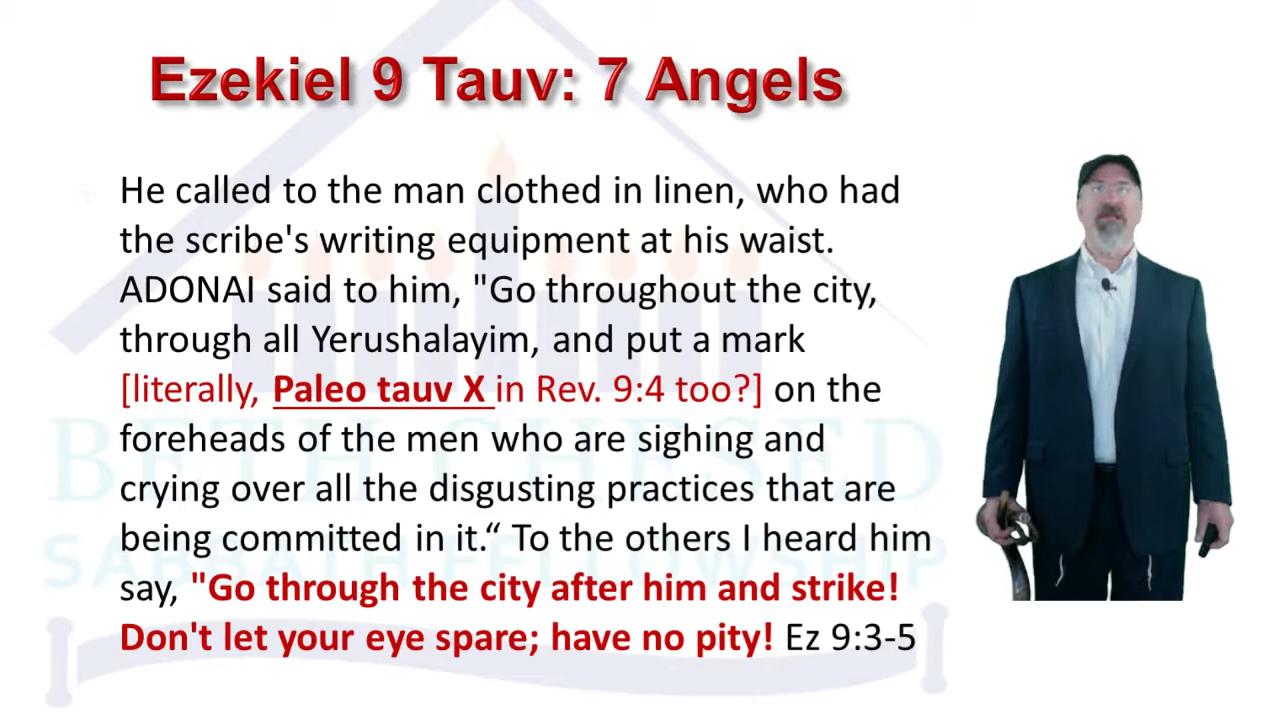 Ezekiel 9 Tauv: 7 Angels
He called to the man clothed in linen, who had
the scribe's writing equipment at his waist.
ADONAI said to him, "Go throughout the city,
through all Yerushalayim, and put a mark
[literally, Paleo tauv X in Rev. 9:4 too?] on the
foreheads of the men who are sighing and
crying over all the disgusting practices that are
being committed in it.“ To the others I heard him
say, "Go through the city after him and strike!
Don't let your eye spare; have no pity! Ez 9:3-5
BETH CHESED
SABBATH FELLOWSHIP